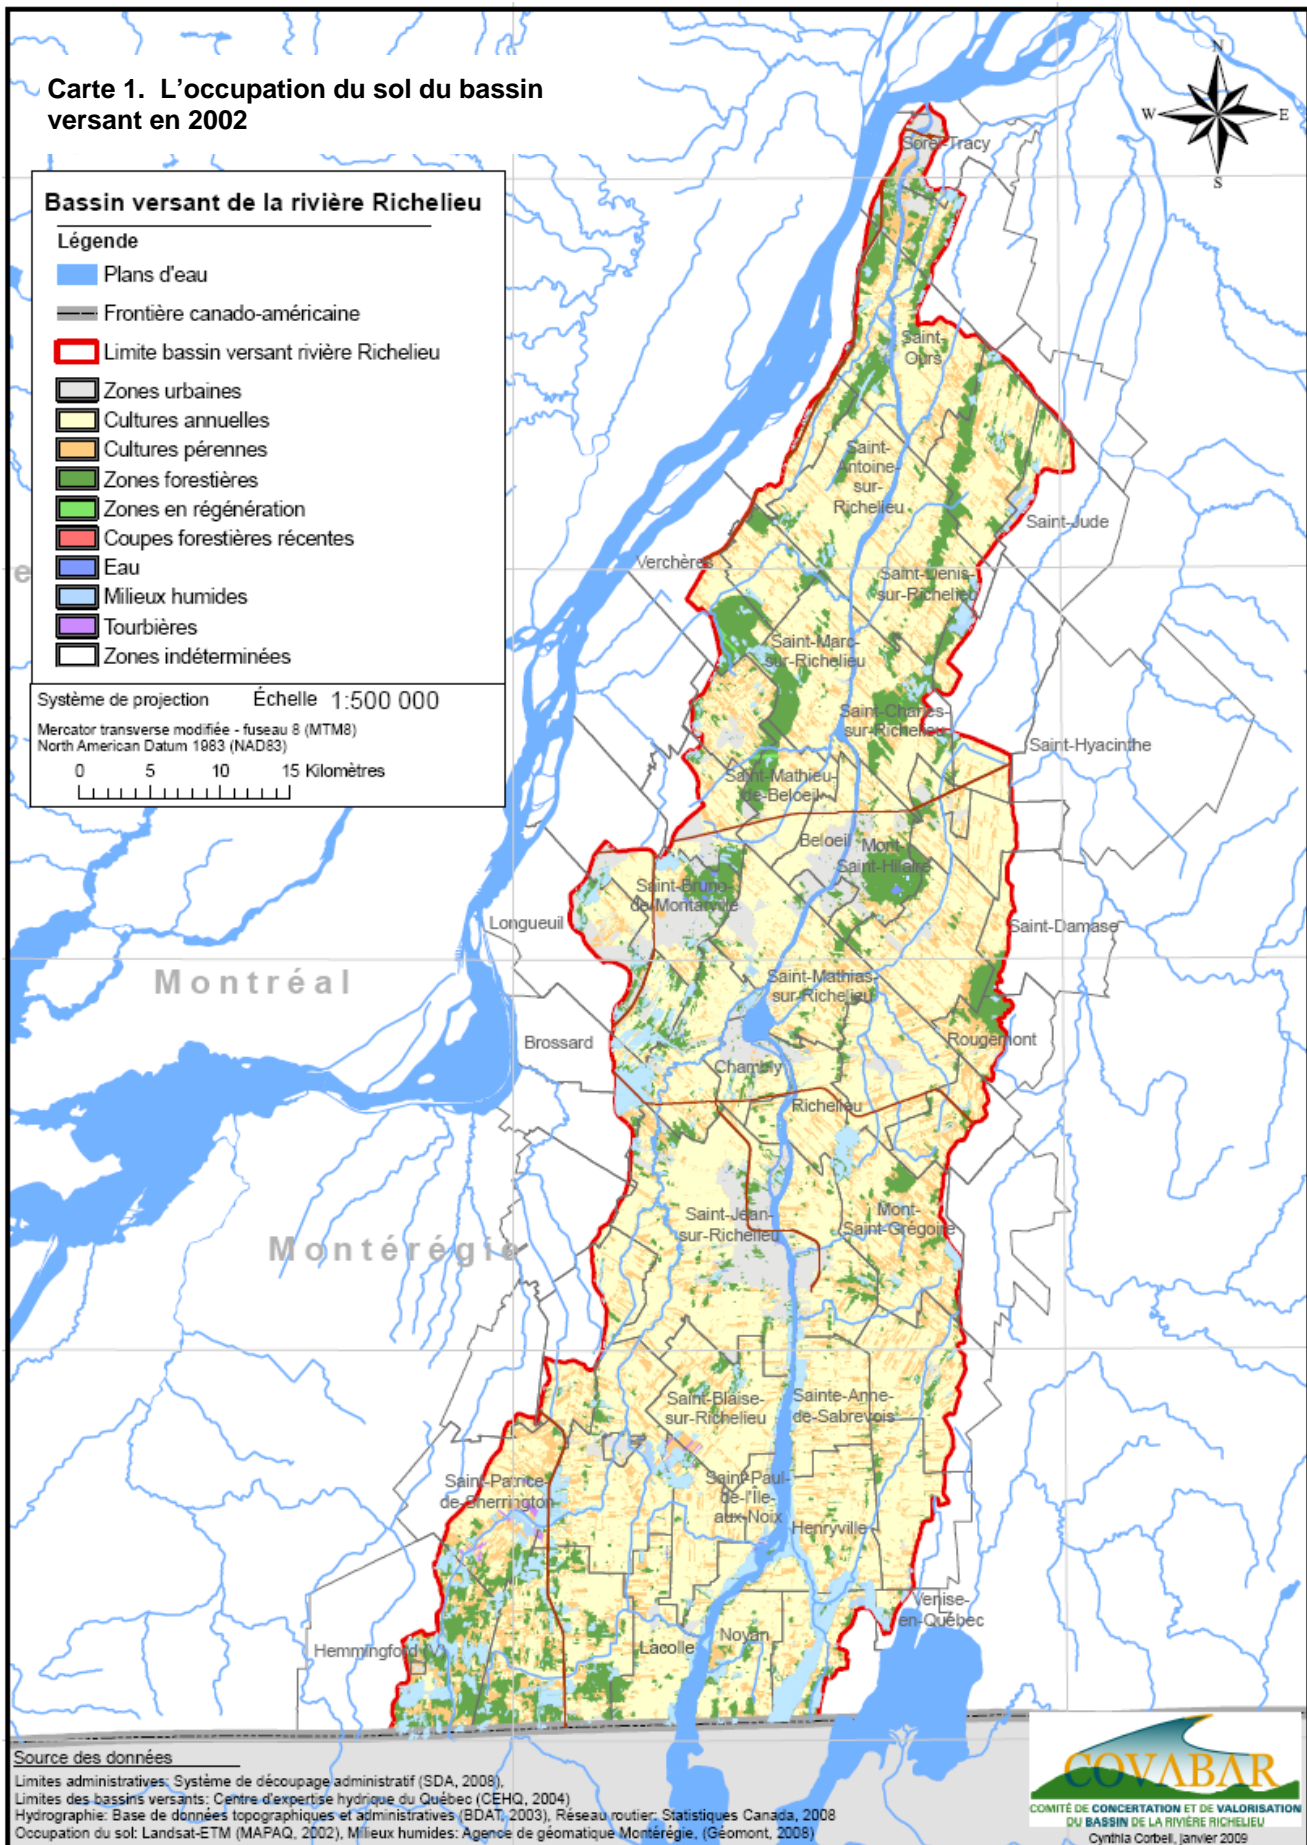 Carte 1. L'occupation du sol du bassin
versant en 2002
N
W
E
S
Bassin versant de la rivière Richelieu
Légende
Plans d'eau
Frontière canado-américaine
Limite bassin versant rivière Richelieu
Zones urbaines
Cultures annuelles
Cultures pérennes
Zones forestières
Zones en régénération
Coupes forestières récentes
Eau
Milieux humides
Tourbières
Zones indéterminées
Système de projection Échelle 1:500 000
Mercator transverse modifiée - fuseau 8 (MTM8)
North American Datum 1983 (NAD83)
0 5 10 15 Kilomètres
e
Sorel-Tracy
Saint-
Ours
Saint-
Antoine-
sur-
Richelieu
Saint-Jude
Verchères
Saint-Denis-
sur-Richelieu
Saint-Marc-
sur-Richelieu
Saint-Charles-
sur-Richelieu
Saint-Hyacinthe
Saint-Mathieu-
de-Beloeil
Beloeil
Mont-
Saint-Hilaire
Saint-Bruno-
de-Montarville
Longueuil
Saint-Damase
Montréal
Saint-Mathias-
sur-Richelieu
Brossard
Rougemont
Chambly
Richelieu
Saint-Jean-
sur-Richelieu
Mont-
Saint-Grégoire
Montérégie
Saint-Blaise-
sur-Richelieu
Sainte-Anne-
de-Sabrevois
Saint-Patrice-
de-Sherrington
Saint-Paul-
de-l'Île-
aux-Noix
Henryville
Venise-
en-Québec
Hemmingford (V)
Lacolle
Noyan
Source des données
Limites administratives: Système de découpage administratif (SDA, 2008),
Limites des bassins versants: Centre d'expertise hydrique du Québec (CEHQ, 2004)
Hydrographie: Base de données topographiques et administratives (BDAT, 2003), Réseau routier: Statistiques Canada, 2008
Occupation du sol: Landsat-ETM (MAPAQ, 2002), Milieux humides: Agence de géomatique Montérégie, (Géomont, 2008)
COVABAR
COMITÉ DE CONCERTATION ET DE VALORISATION
DU BASSIN DE LA RIVIÈRE RICHELIEU
Cynthia Corbeil, janvier 2009